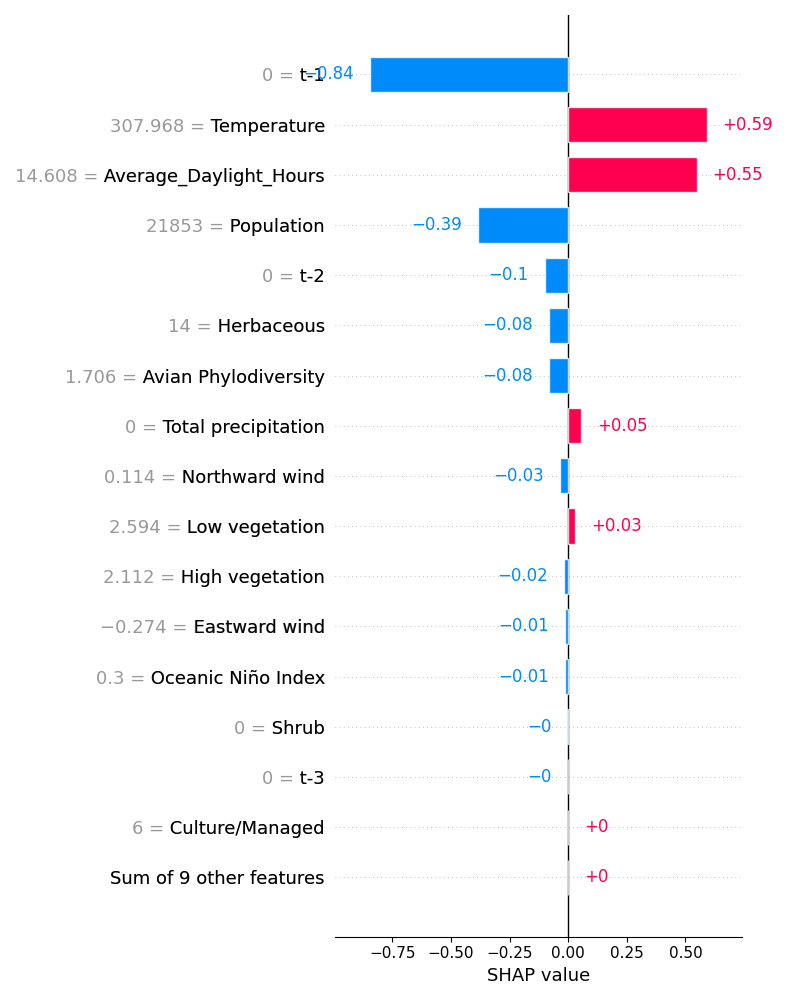 0 = t-1 −0.84
307.968 = Temperature +0.59
14.608 = Average_Daylight_Hours +0.55
21853 = Population −0.39
0 = t-2 −0.1
14 = Herbaceous −0.08
1.706 = Avian Phylodiversity −0.08
0 = Total precipitation +0.05
0.114 = Northward wind −0.03
2.594 = Low vegetation +0.03
2.112 = High vegetation −0.02
−0.274 = Eastward wind −0.01
0.3 = Oceanic Niño Index −0.01
0 = Shrub −0
0 = t-3 −0
6 = Culture/Managed +0
Sum of 9 other features +0
−0.75 −0.50 −0.25 0.00 0.25 0.50
SHAP value